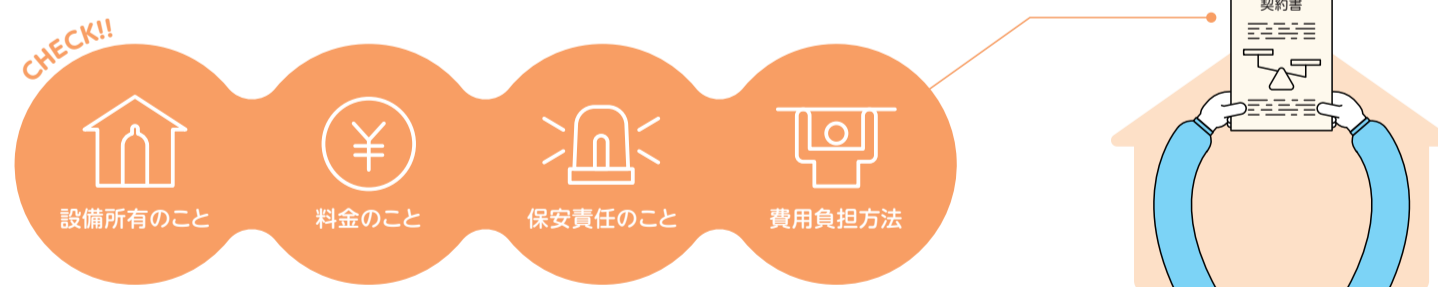 CHECK!!
設備所有のこと
料金のこと
保安責任のこと
費用負担方法
契約書